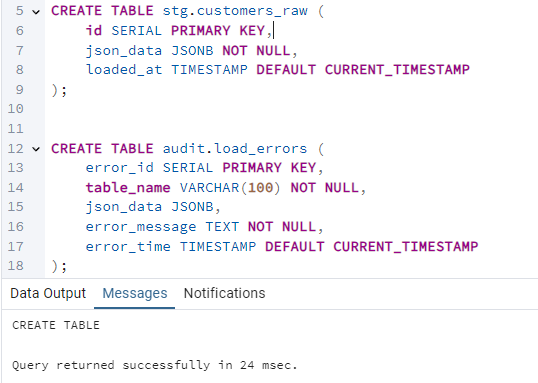 5 CREATE TABLE stg.customers_raw (
6 id SERIAL PRIMARY KEY,
7 json_data JSONB NOT NULL,
8 loaded_at TIMESTAMP DEFAULT CURRENT_TIMESTAMP
9 );
10
11
12 CREATE TABLE audit.load_errors (
13 error_id SERIAL PRIMARY KEY,
14 table_name VARCHAR(100) NOT NULL,
15 json_data JSONB,
16 error_message TEXT NOT NULL,
17 error_time TIMESTAMP DEFAULT CURRENT_TIMESTAMP
18 );
Data Output Messages Notifications
CREATE TABLE
Query returned successfully in 24 msec.